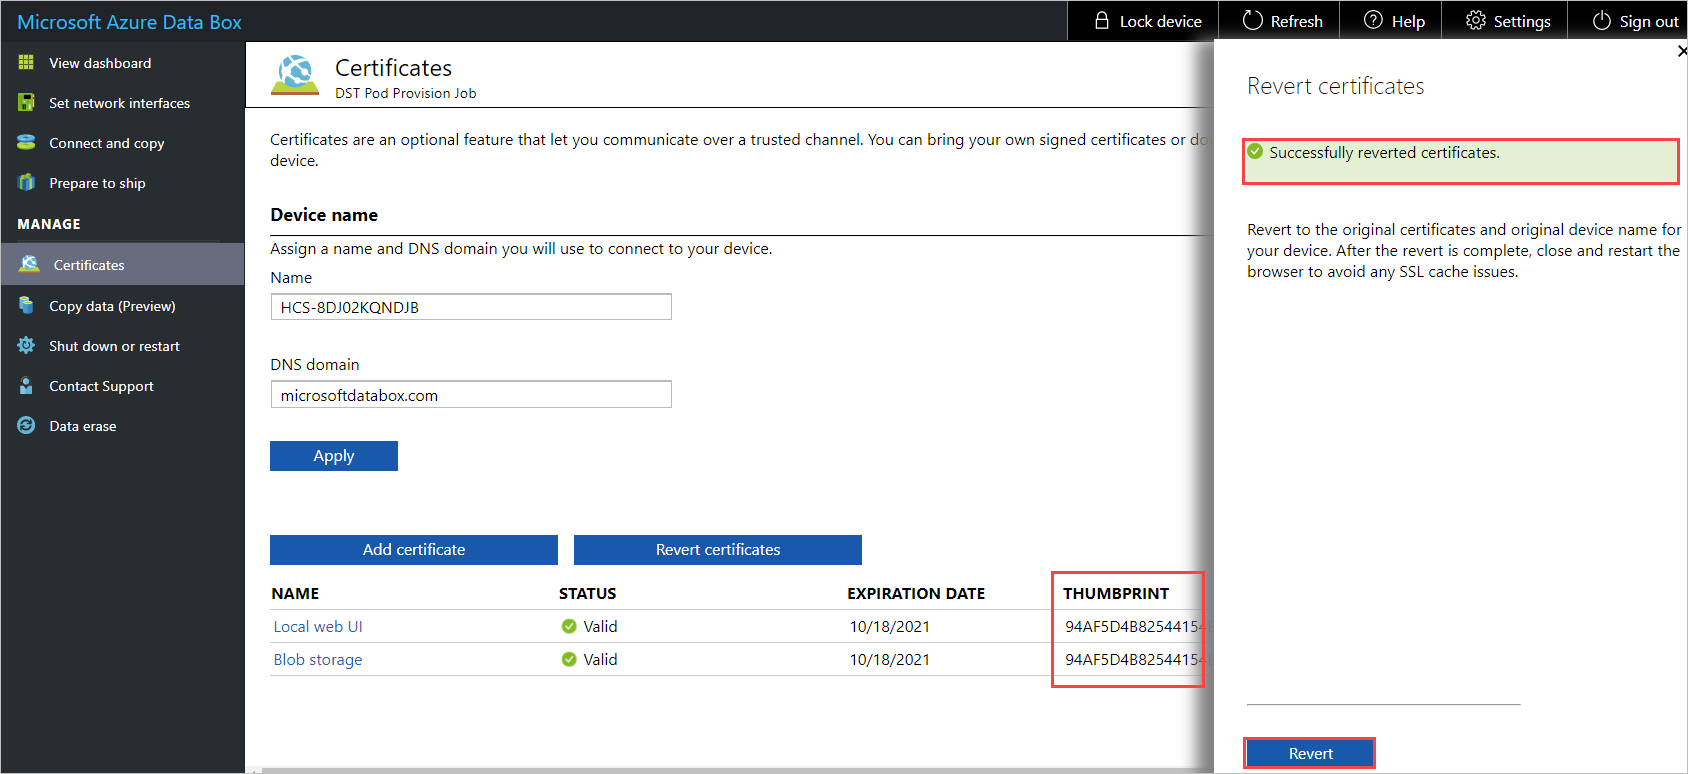 Microsoft Azure Data Box
Lock device
Refresh
Help
Settings
Sign out
View dashboard
Set network interfaces
Connect and copy
Prepare to ship
MANAGE
Certificates
Copy data (Preview)
Shut down or restart
Contact Support
Data erase
Certificates
DST Pod Provision Job
Certificates are an optional feature that let you communicate over a trusted channel. You can bring your own signed certificates or do
device.
Device name
Assign a name and DNS domain you will use to connect to your device.
Name
HCS-8DJ02KQNDJB
DNS domain
microsoftdatabox.com
Apply
Add certificate
Revert certificates
NAME STATUS EXPIRATION DATE THUMBPRINT
Local web UI Valid 10/18/2021 94AF5D4B82544154
Blob storage Valid 10/18/2021 94AF5D4B82544154
Revert certificates
Successfully reverted certificates.
Revert to the original certificates and original device name for
your device. After the revert is complete, close and restart the
browser to avoid any SSL cache issues.
Revert